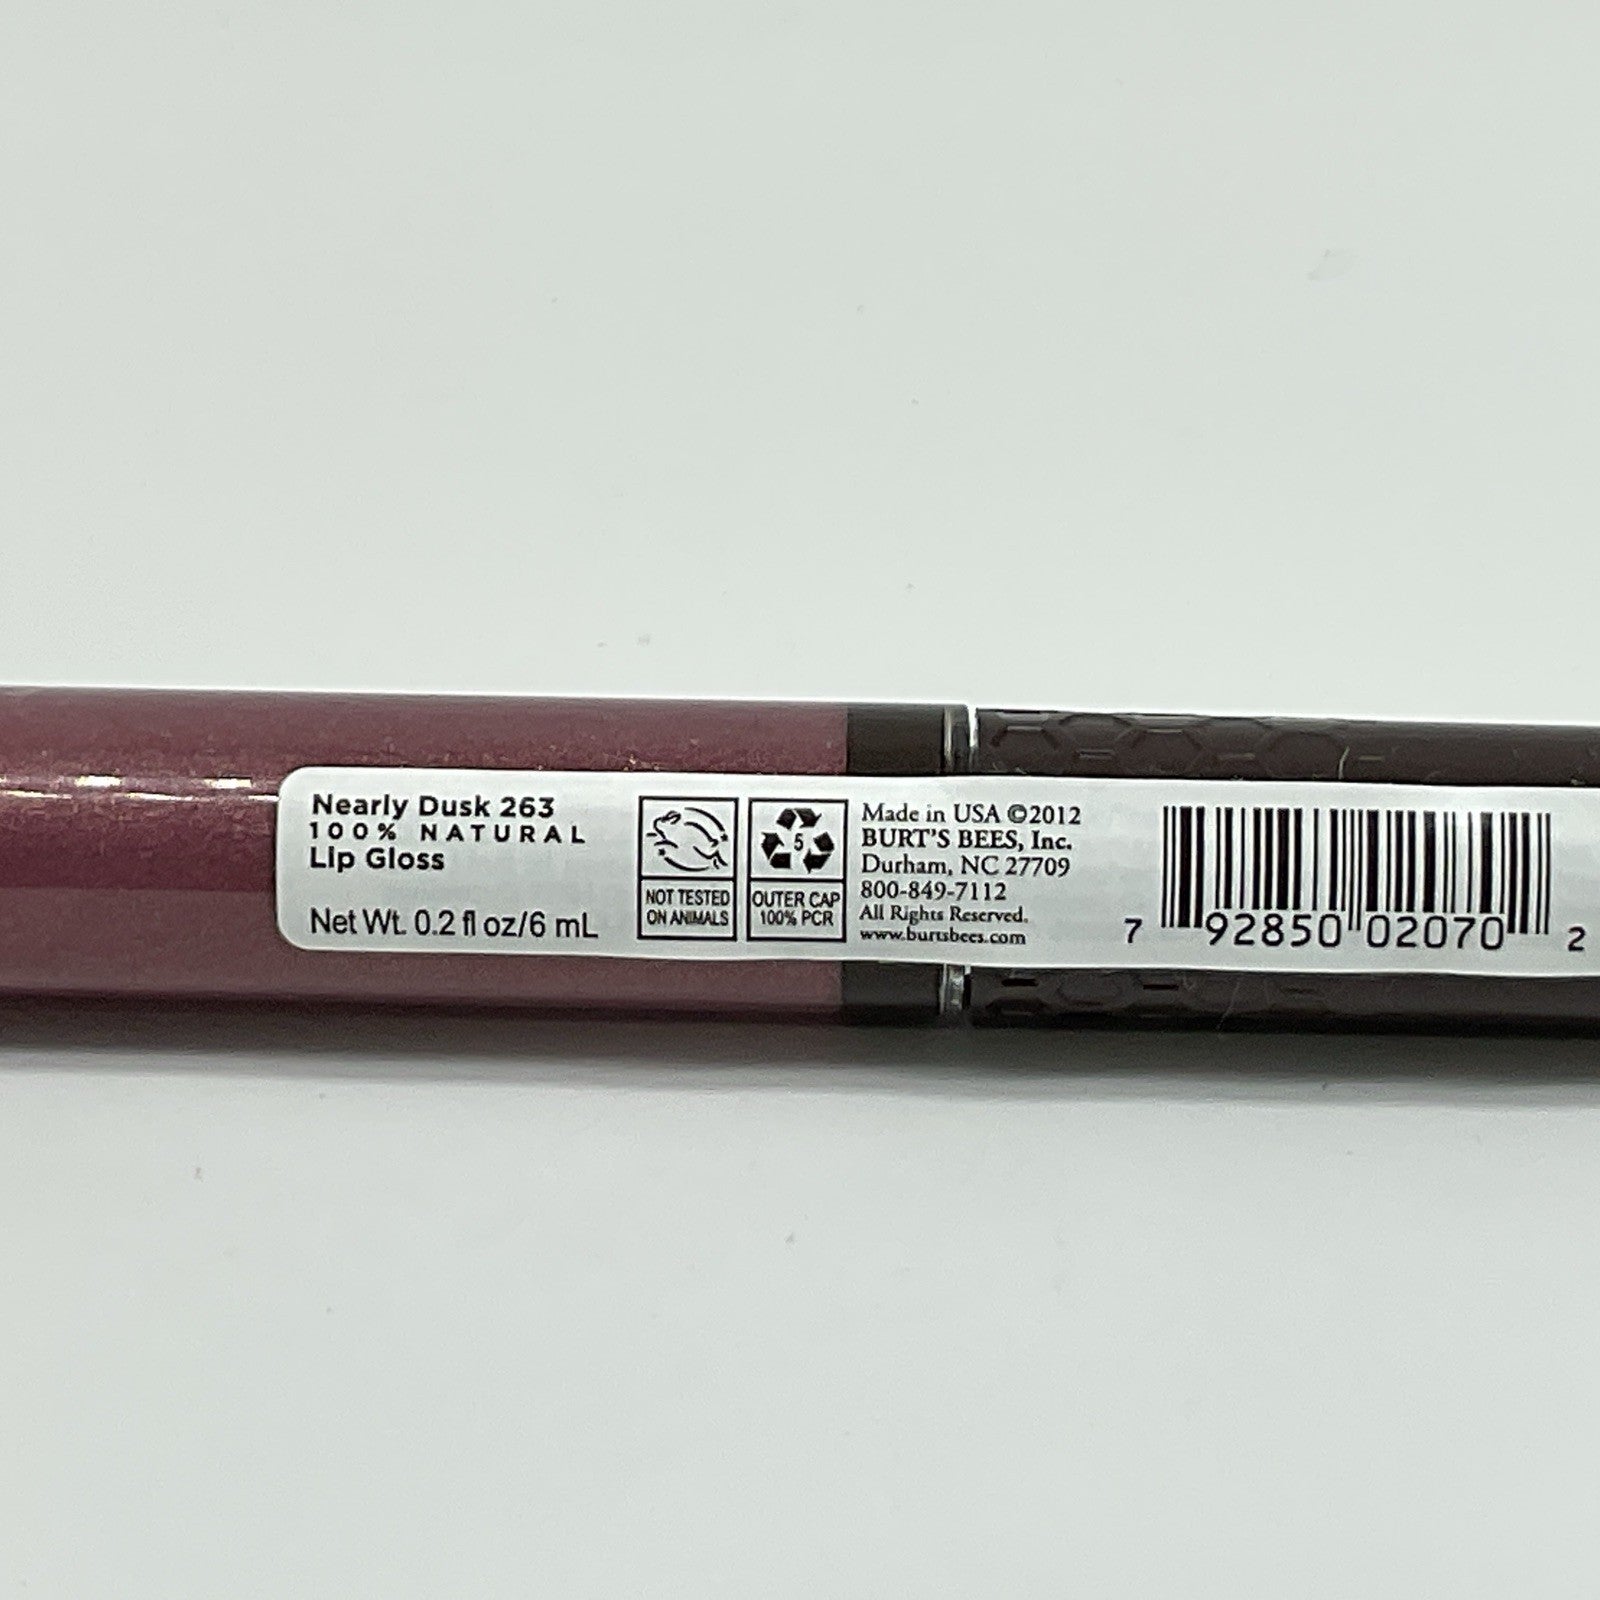 Nearly Dusk 263
100% NATURAL
Lip Gloss
Net Wt. 0.2 fl oz/6 mL
NOT TESTED
ON ANIMALS
5
OUTER CAP
100% PCR
Made in USA ©2012
BURT'S BEES, Inc.
Durham, NC 27709
800-849-7112
All Rights Reserved.
www.burtsbees.com
7 92850 02070 2